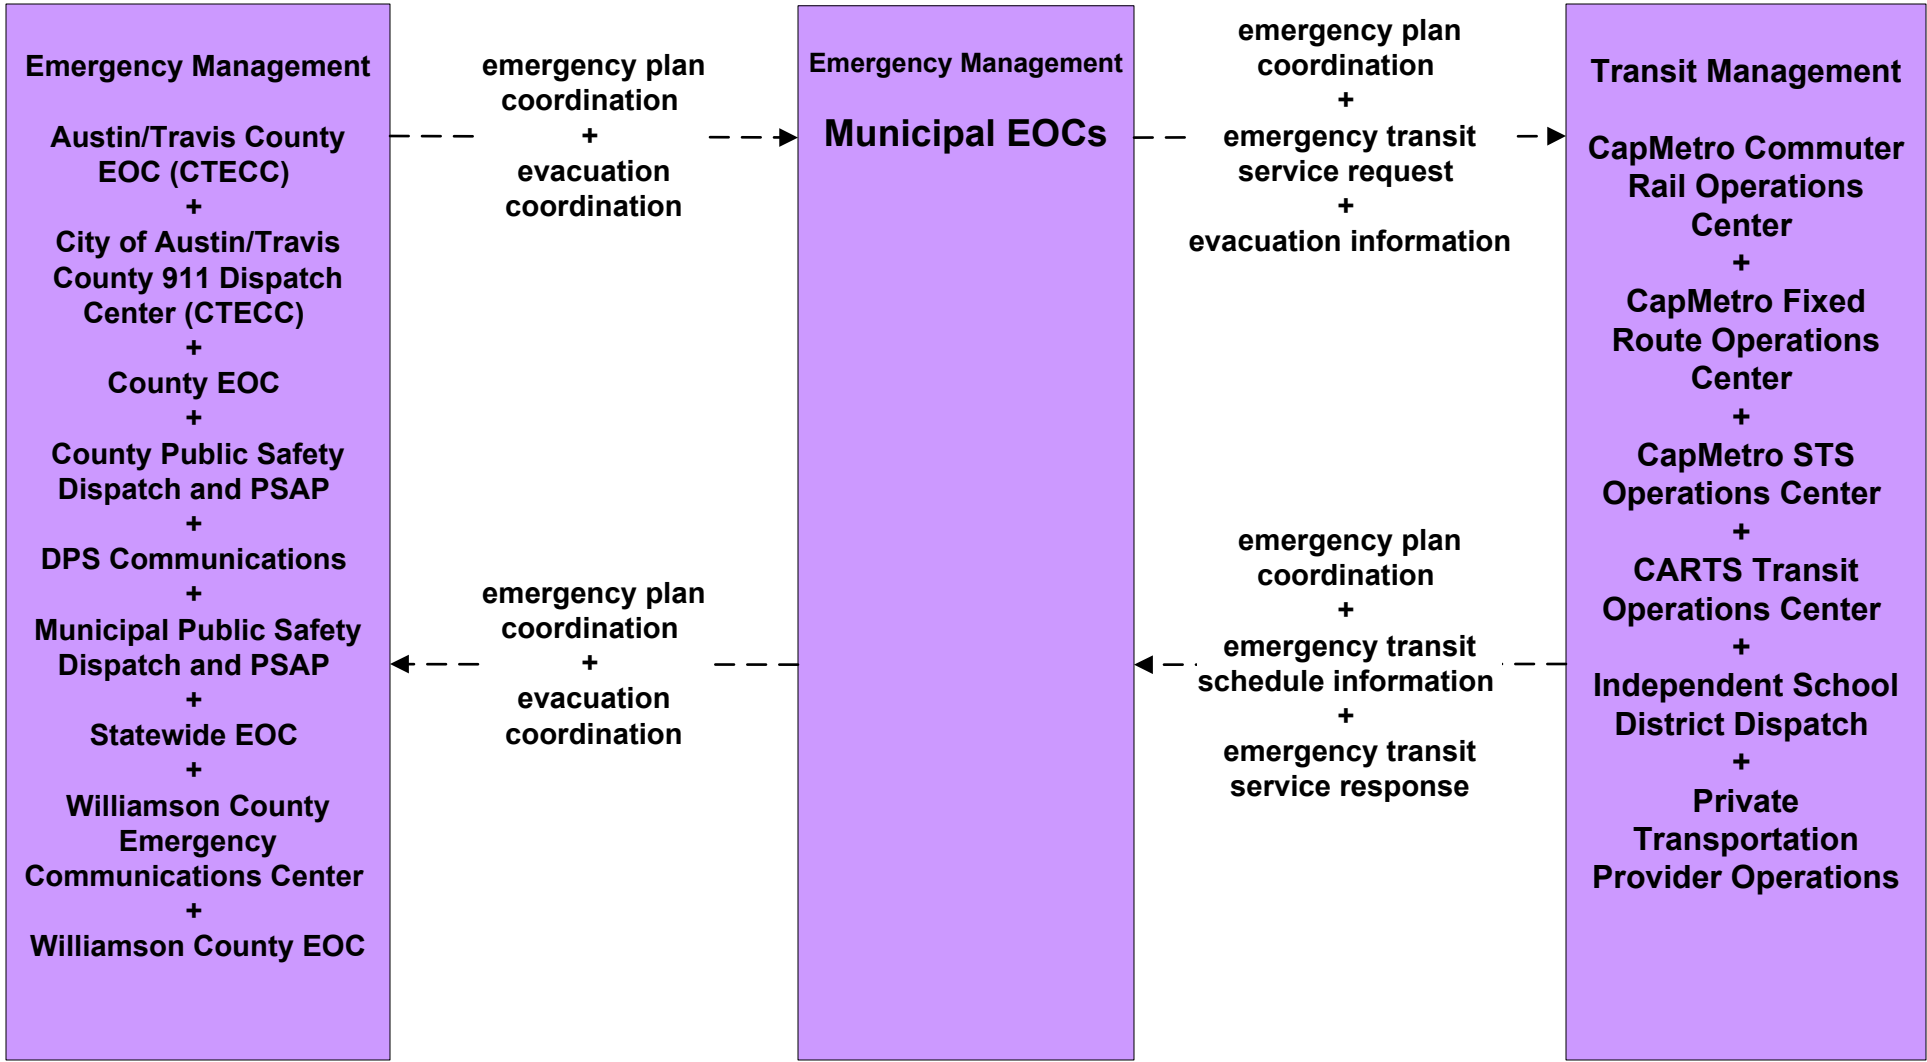 Emergency Management
Austin/Travis County
EOC (CTECC)
+
City of Austin/Travis
County 911 Dispatch
Center (CTECC)
+
County EOC
+
County Public Safety
Dispatch and PSAP
+
DPS Communications
+
Municipal Public Safety
Dispatch and PSAP
+
Statewide EOC
+
Williamson County
Emergency
Communications Center
+
Williamson County EOC
emergency plan
coordination
+
evacuation
coordination
emergency plan
coordination
+
evacuation
coordination
Emergency Management
Municipal EOCs
emergency plan
coordination
+
emergency transit
service request
+
evacuation information
emergency plan
coordination
+
emergency transit
schedule information
+
emergency transit
service response
Transit Management
CapMetro Commuter
Rail Operations
Center
+
CapMetro Fixed
Route Operations
Center
+
CapMetro STS
Operations Center
+
CARTS Transit
Operations Center
+
Independent School
District Dispatch
+
Private
Transportation
Provider Operations